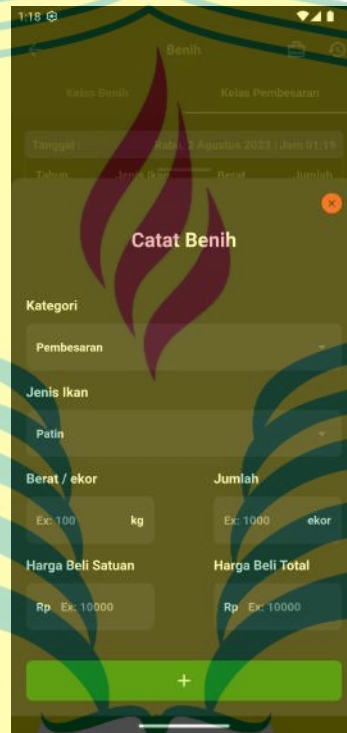 1:18
Benih
Kelas Benih Kelas Pembesaran
Tanggal : Rabu, 2 Agustus 2023 | Jam 01:19
Tahun Jenis Ikan Berat Jumlah
Catat Benih
Kategori
Pembesaran
Jenis Ikan
Patin
Berat / ekor Jumlah
Ex: 100 kg Ex: 1000 ekor
Harga Beli Satuan Harga Beli Total
Rp Ex: 10000 Rp Ex: 10000
+